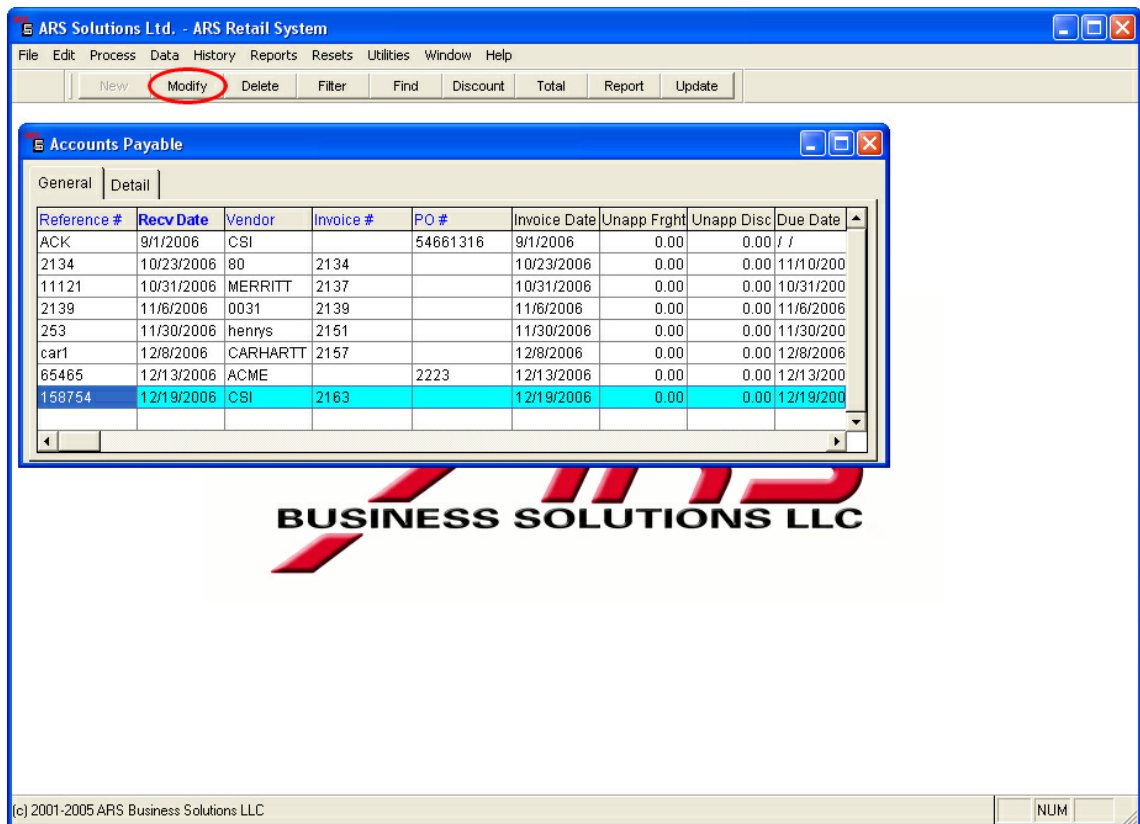 ARS Solutions Ltd. - ARS Retail System
File Edit Process Data History Reports Resets Utilities Window Help
New Modify Delete Filter Find Discount Total Report Update
Accounts Payable
General Detail
Reference # Recv Date Vendor Invoice # PO # Invoice Date Unapp Frght Unapp Disc Due Date
ACK 9/1/2006 CSI 54661316 9/1/2006 0.00 0.00 / /
2134 10/23/2006 80 2134 10/23/2006 0.00 0.00 11/10/200
11121 10/31/2006 MERRITT 2137 10/31/2006 0.00 0.00 10/31/200
2139 11/6/2006 0031 2139 11/6/2006 0.00 0.00 11/6/2006
253 11/30/2006 henrys 2151 11/30/2006 0.00 0.00 11/30/200
car1 12/8/2006 CARHARTT 2157 12/8/2006 0.00 0.00 12/8/2006
65465 12/13/2006 ACME 2223 12/13/2006 0.00 0.00 12/13/200
158754 12/19/2006 CSI 2163 12/19/2006 0.00 0.00 12/19/200
ARS
BUSINESS SOLUTIONS LLC
(c) 2001-2005 ARS Business Solutions LLC NUM